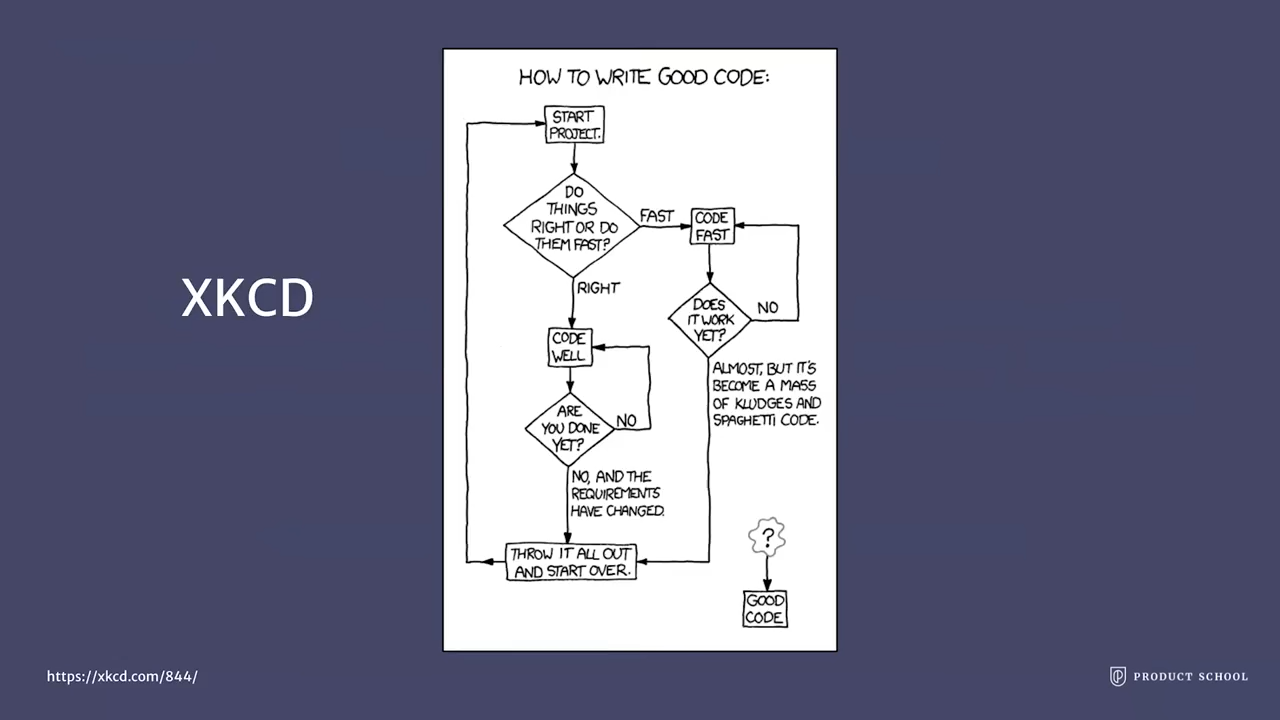 XKCD
HOW TO WRITE GOOD CODE:
START
PROJECT.
DO
THINGS
RIGHT OR DO
THEM FAST?
FAST
CODE
FAST
RIGHT
DOES
IT WORK
YET?
NO
CODE
WELL
ALMOST, BUT IT'S
BECOME A MASS
OF KLUDGES AND
SPAGHETTI CODE.
ARE
YOU DONE
YET?
NO
NO, AND THE
REQUIREMENTS
HAVE CHANGED.
THROW IT ALL OUT
AND START OVER.
?
GOOD
CODE
https://xkcd.com/844/
PRODUCT SCHOOL